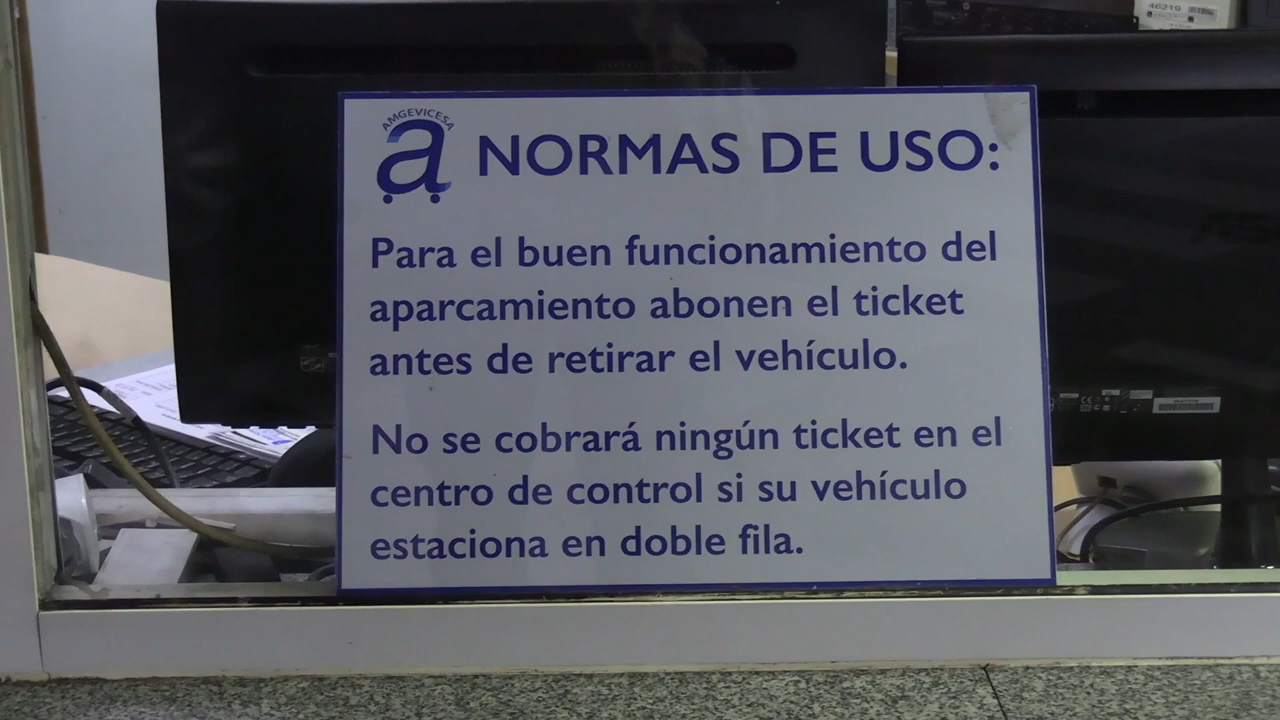 46219
AMGEVICESA
a NORMAS DE USO:
Para el buen funcionamiento del
aparcamiento abonen el ticket
antes de retirar el vehículo.
No se cobrará ningún ticket en el
centro de control si su vehículo
estaciona en doble fila.